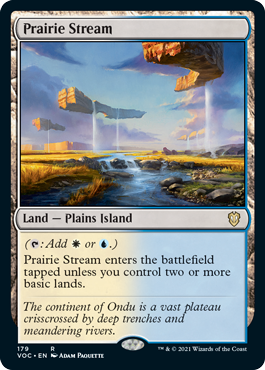 Prairie Stream
Land — Plains Island
(: Add or .)
Prairie Stream enters the battlefield
tapped unless you control two or more
basic lands.
The continent of Ondu is a vast plateau
crisscrossed by deep trenches and
meandering rivers.
179 R
VOC • EN Adam Paquette ™ & © 2021 Wizards of the Coast